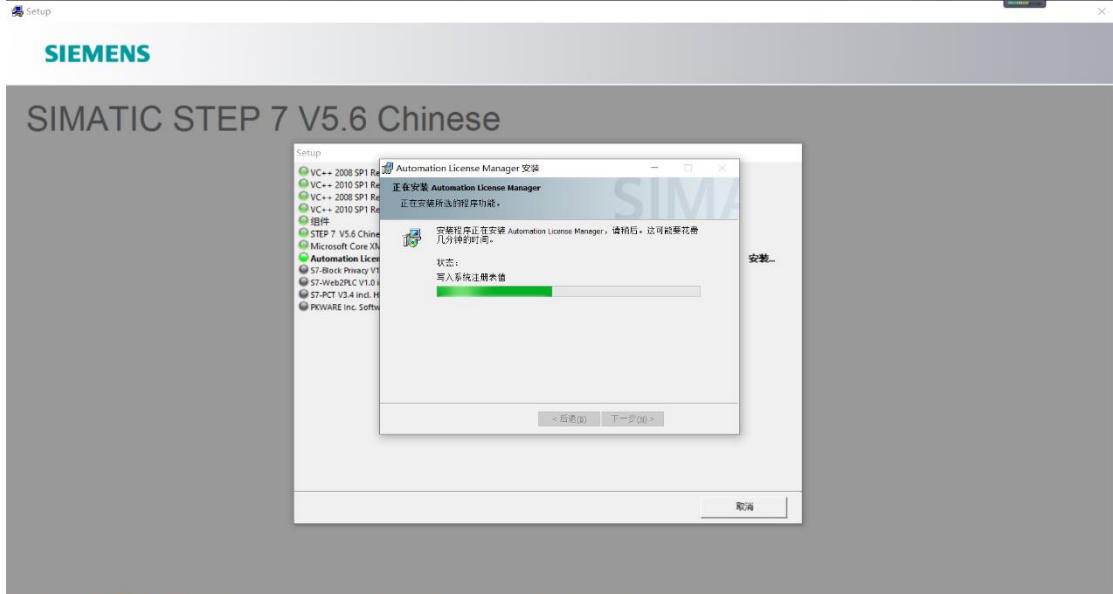 Setup
SIEMENS
SIMATIC STEP 7 V5.6 Chinese
Setup
VC++ 2008 SP1 Re
VC++ 2010 SP1 Re
VC++ 2008 SP1 Re
VC++ 2010 SP1 Re
组件
STEP 7 V5.6 Chine
Microsoft Core XM
Automation Licen
S7-Block Privacy V1
S7-Web2PLC V1.0 i
S7-PCT V3.4 incl. H
PKWARE Inc. Softw
安装...
Automation License Manager 安装
正在安装 Automation License Manager
正在安装所选的程序功能。
SIMA
安装程序正在安装 Automation License Manager，请稍后。这可能要花费
几分钟的时间。
状态：
写入系统注册表值
< 后退(B)
下一步(N) >
取消